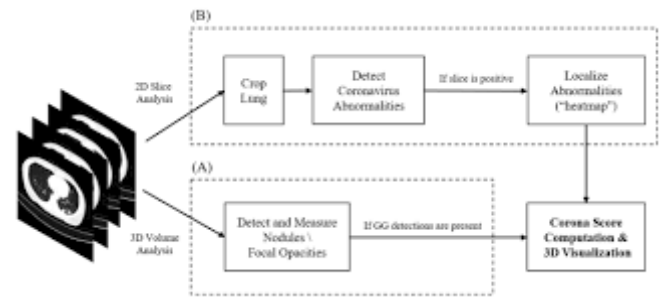 (B)
2D Slice
Analysis
Crop
Lung
Detect
Coronavirus
Abnormalities
If slice is positive
Localize
Abnormalities
("heatmap")
(A)
3D Volume
Analysis
Detect and Measure
Nodules \
Focal Opacities
If GG detections are present
Corona Score
Computation &
3D Visualization